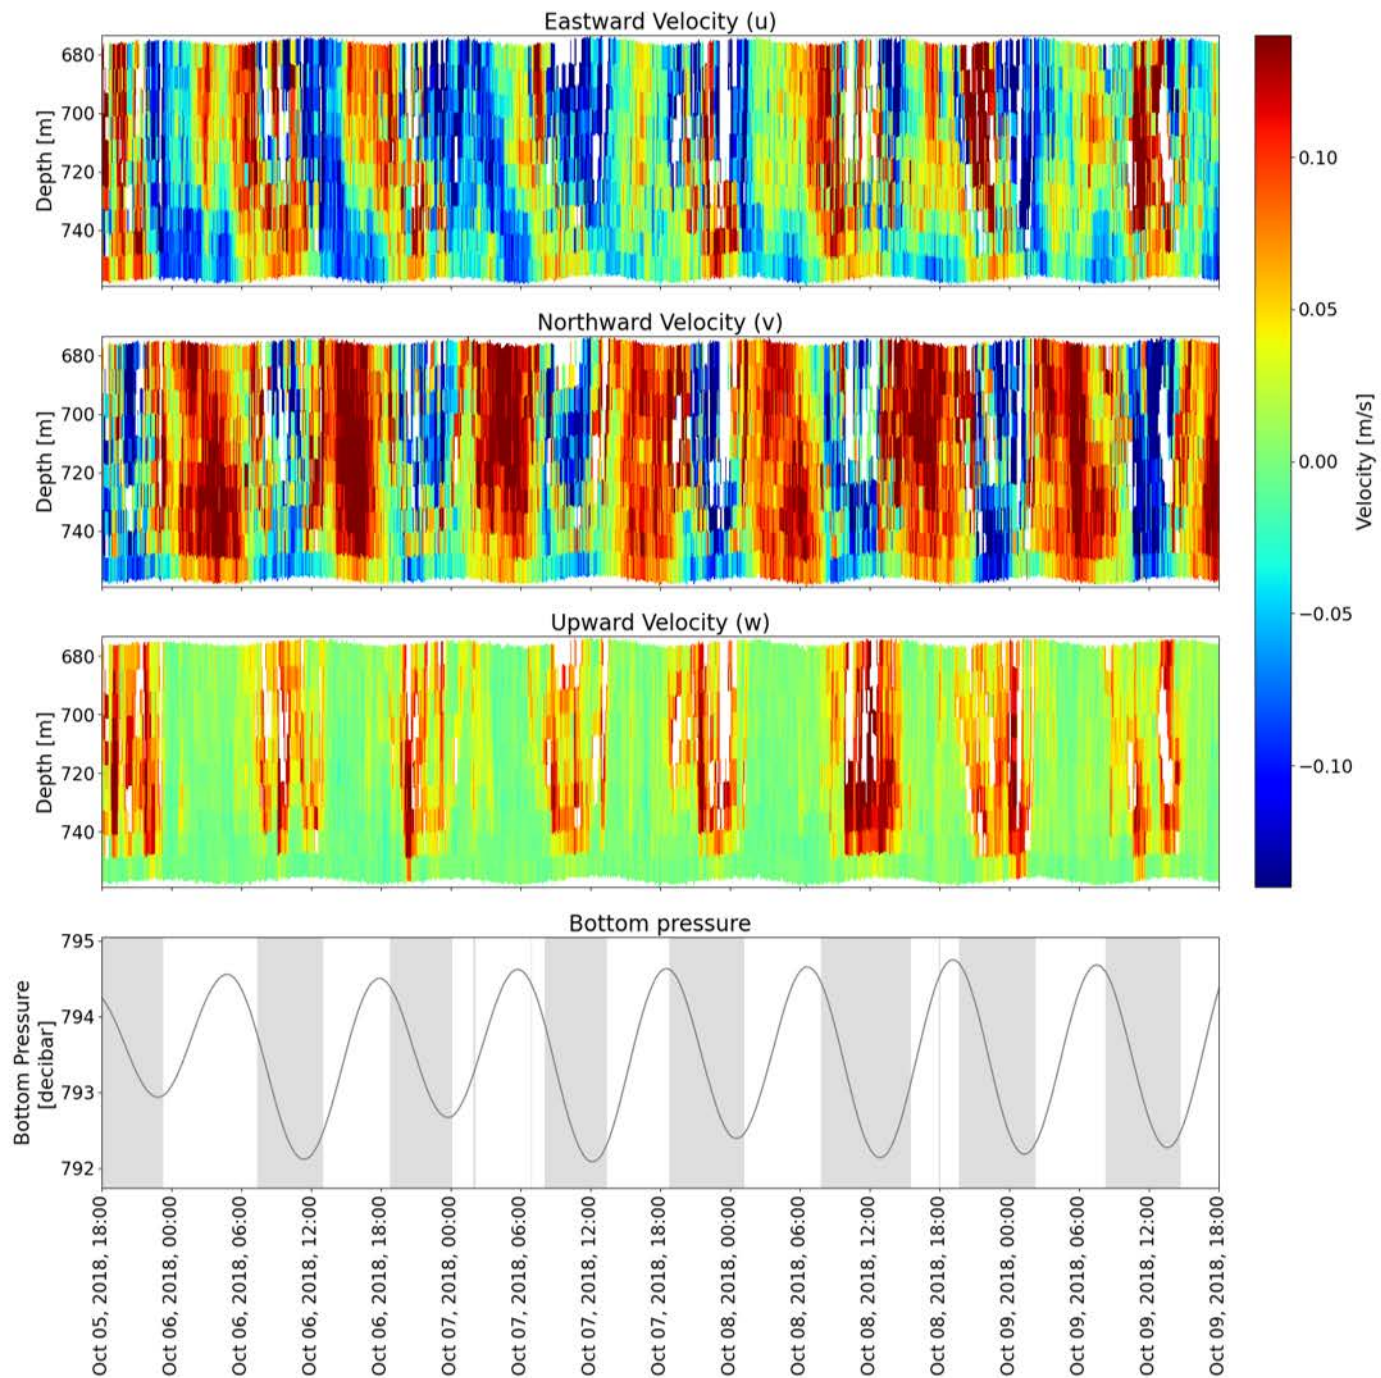 Eastward Velocity (u)
Depth [m]
680
700
720
740
Northward Velocity (v)
Depth [m]
680
700
720
740
Upward Velocity (w)
Depth [m]
680
700
720
740
0.10
0.05
0.00
−0.05
−0.10
Velocity [m/s]
Bottom pressure
Bottom Pressure
[decibar]
795
794
793
792
Oct 05, 2018, 18:00
Oct 06, 2018, 00:00
Oct 06, 2018, 06:00
Oct 06, 2018, 12:00
Oct 06, 2018, 18:00
Oct 07, 2018, 00:00
Oct 07, 2018, 06:00
Oct 07, 2018, 12:00
Oct 07, 2018, 18:00
Oct 08, 2018, 00:00
Oct 08, 2018, 06:00
Oct 08, 2018, 12:00
Oct 08, 2018, 18:00
Oct 09, 2018, 00:00
Oct 09, 2018, 06:00
Oct 09, 2018, 12:00
Oct 09, 2018, 18:00